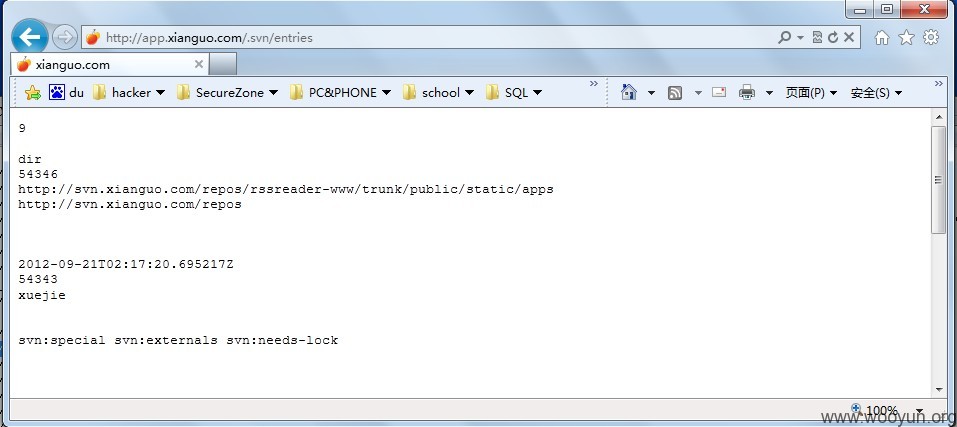 http://app.xianguo.com/.svn/entries
xianguo.com
du hacker SecureZone PC&PHONE school SQL » 页面(P) 安全(S) »
9
dir
54346
http://svn.xianguo.com/repos/rssreader-www/trunk/public/static/apps
http://svn.xianguo.com/repos
2012-09-21T02:17:20.695217Z
54343
xuejie
svn:special svn:externals svn:needs-lock
100%
www.wooyun.org